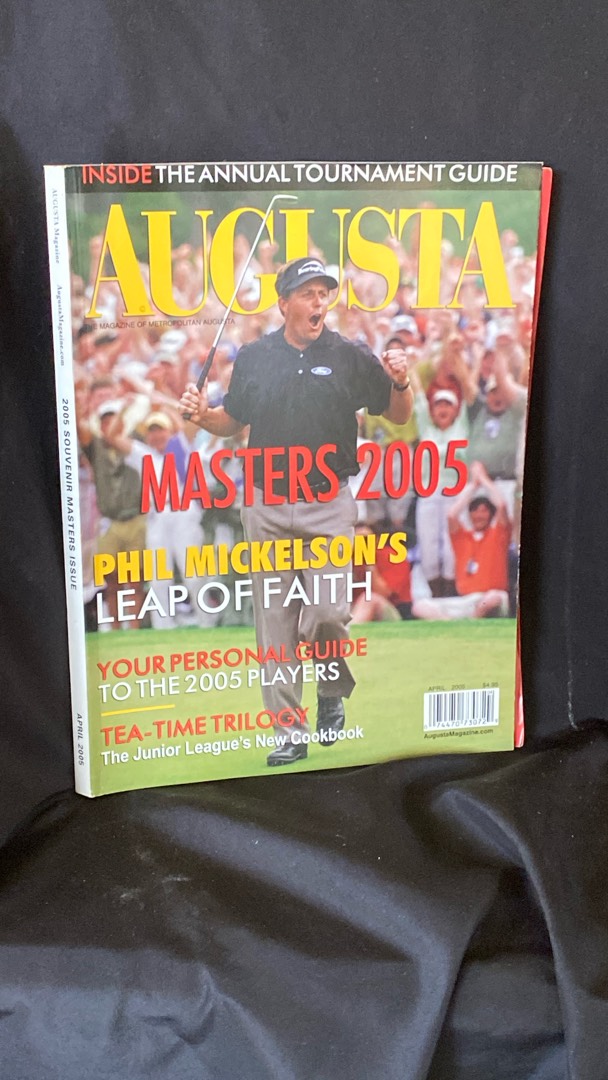 INSIDE THE ANNUAL TOURNAMENT GUIDE
AUGUSTA
THE MAGAZINE OF METROPOLITAN AUGUSTA
MASTERS 2005
PHIL MICKELSON'S
LEAP OF FAITH
YOUR PERSONAL GUIDE
TO THE 2005 PLAYERS
TEA-TIME TRILOGY
The Junior League's New Cookbook
APRIL 2005 $4.95
AugustaMagazine.com
AUGUSTA Magazine AugustaMagazine.com 2005 SOUVENIR MASTERS ISSUE APRIL 2005